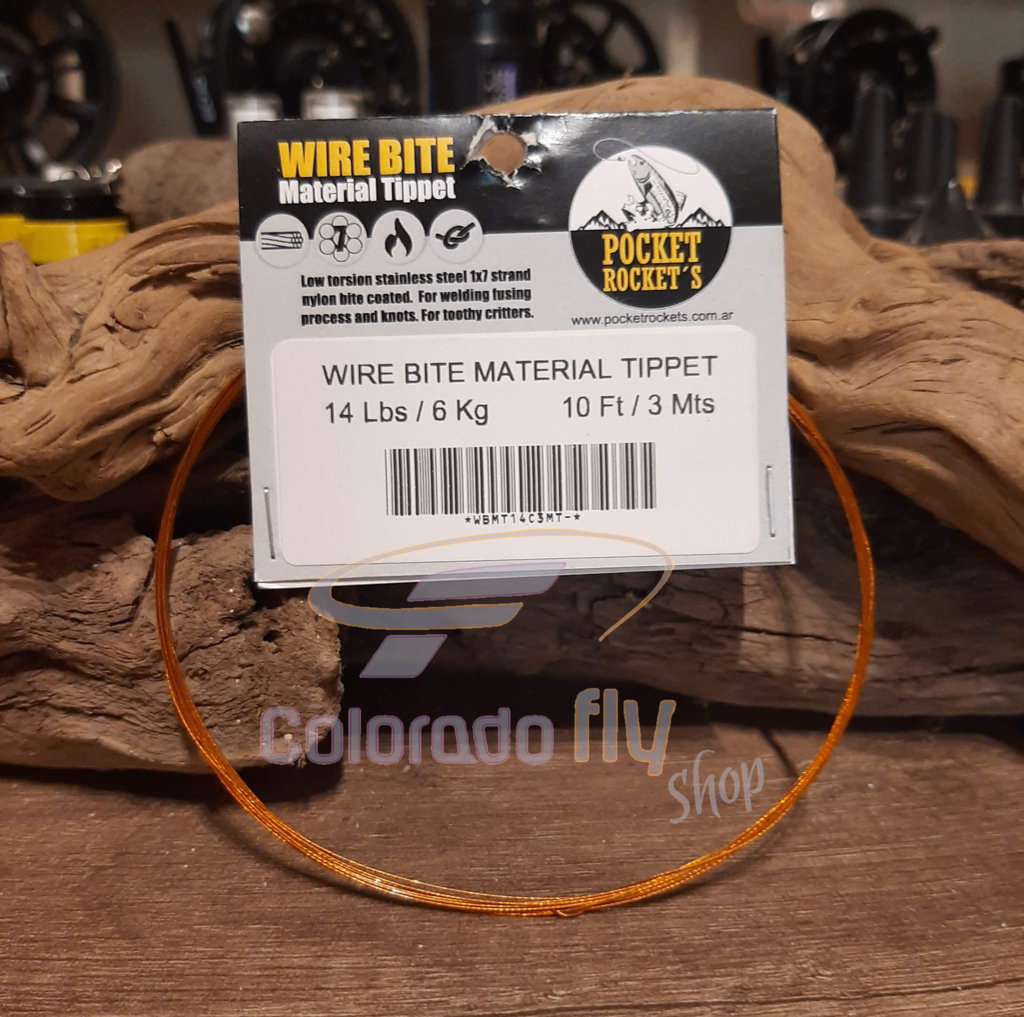 WIRE BITE
Material Tippet
7
Low torsion stainless steel 1x7 strand
nylon bite coated. For welding fusing
process and knots. For toothy critters.
POCKET
ROCKET´S
www.pocketrockets.com.ar
WIRE BITE MATERIAL TIPPET
14 Lbs / 6 Kg 10 Ft / 3 Mts
*WBMT14C3MT-*
Colorado fly
Shop